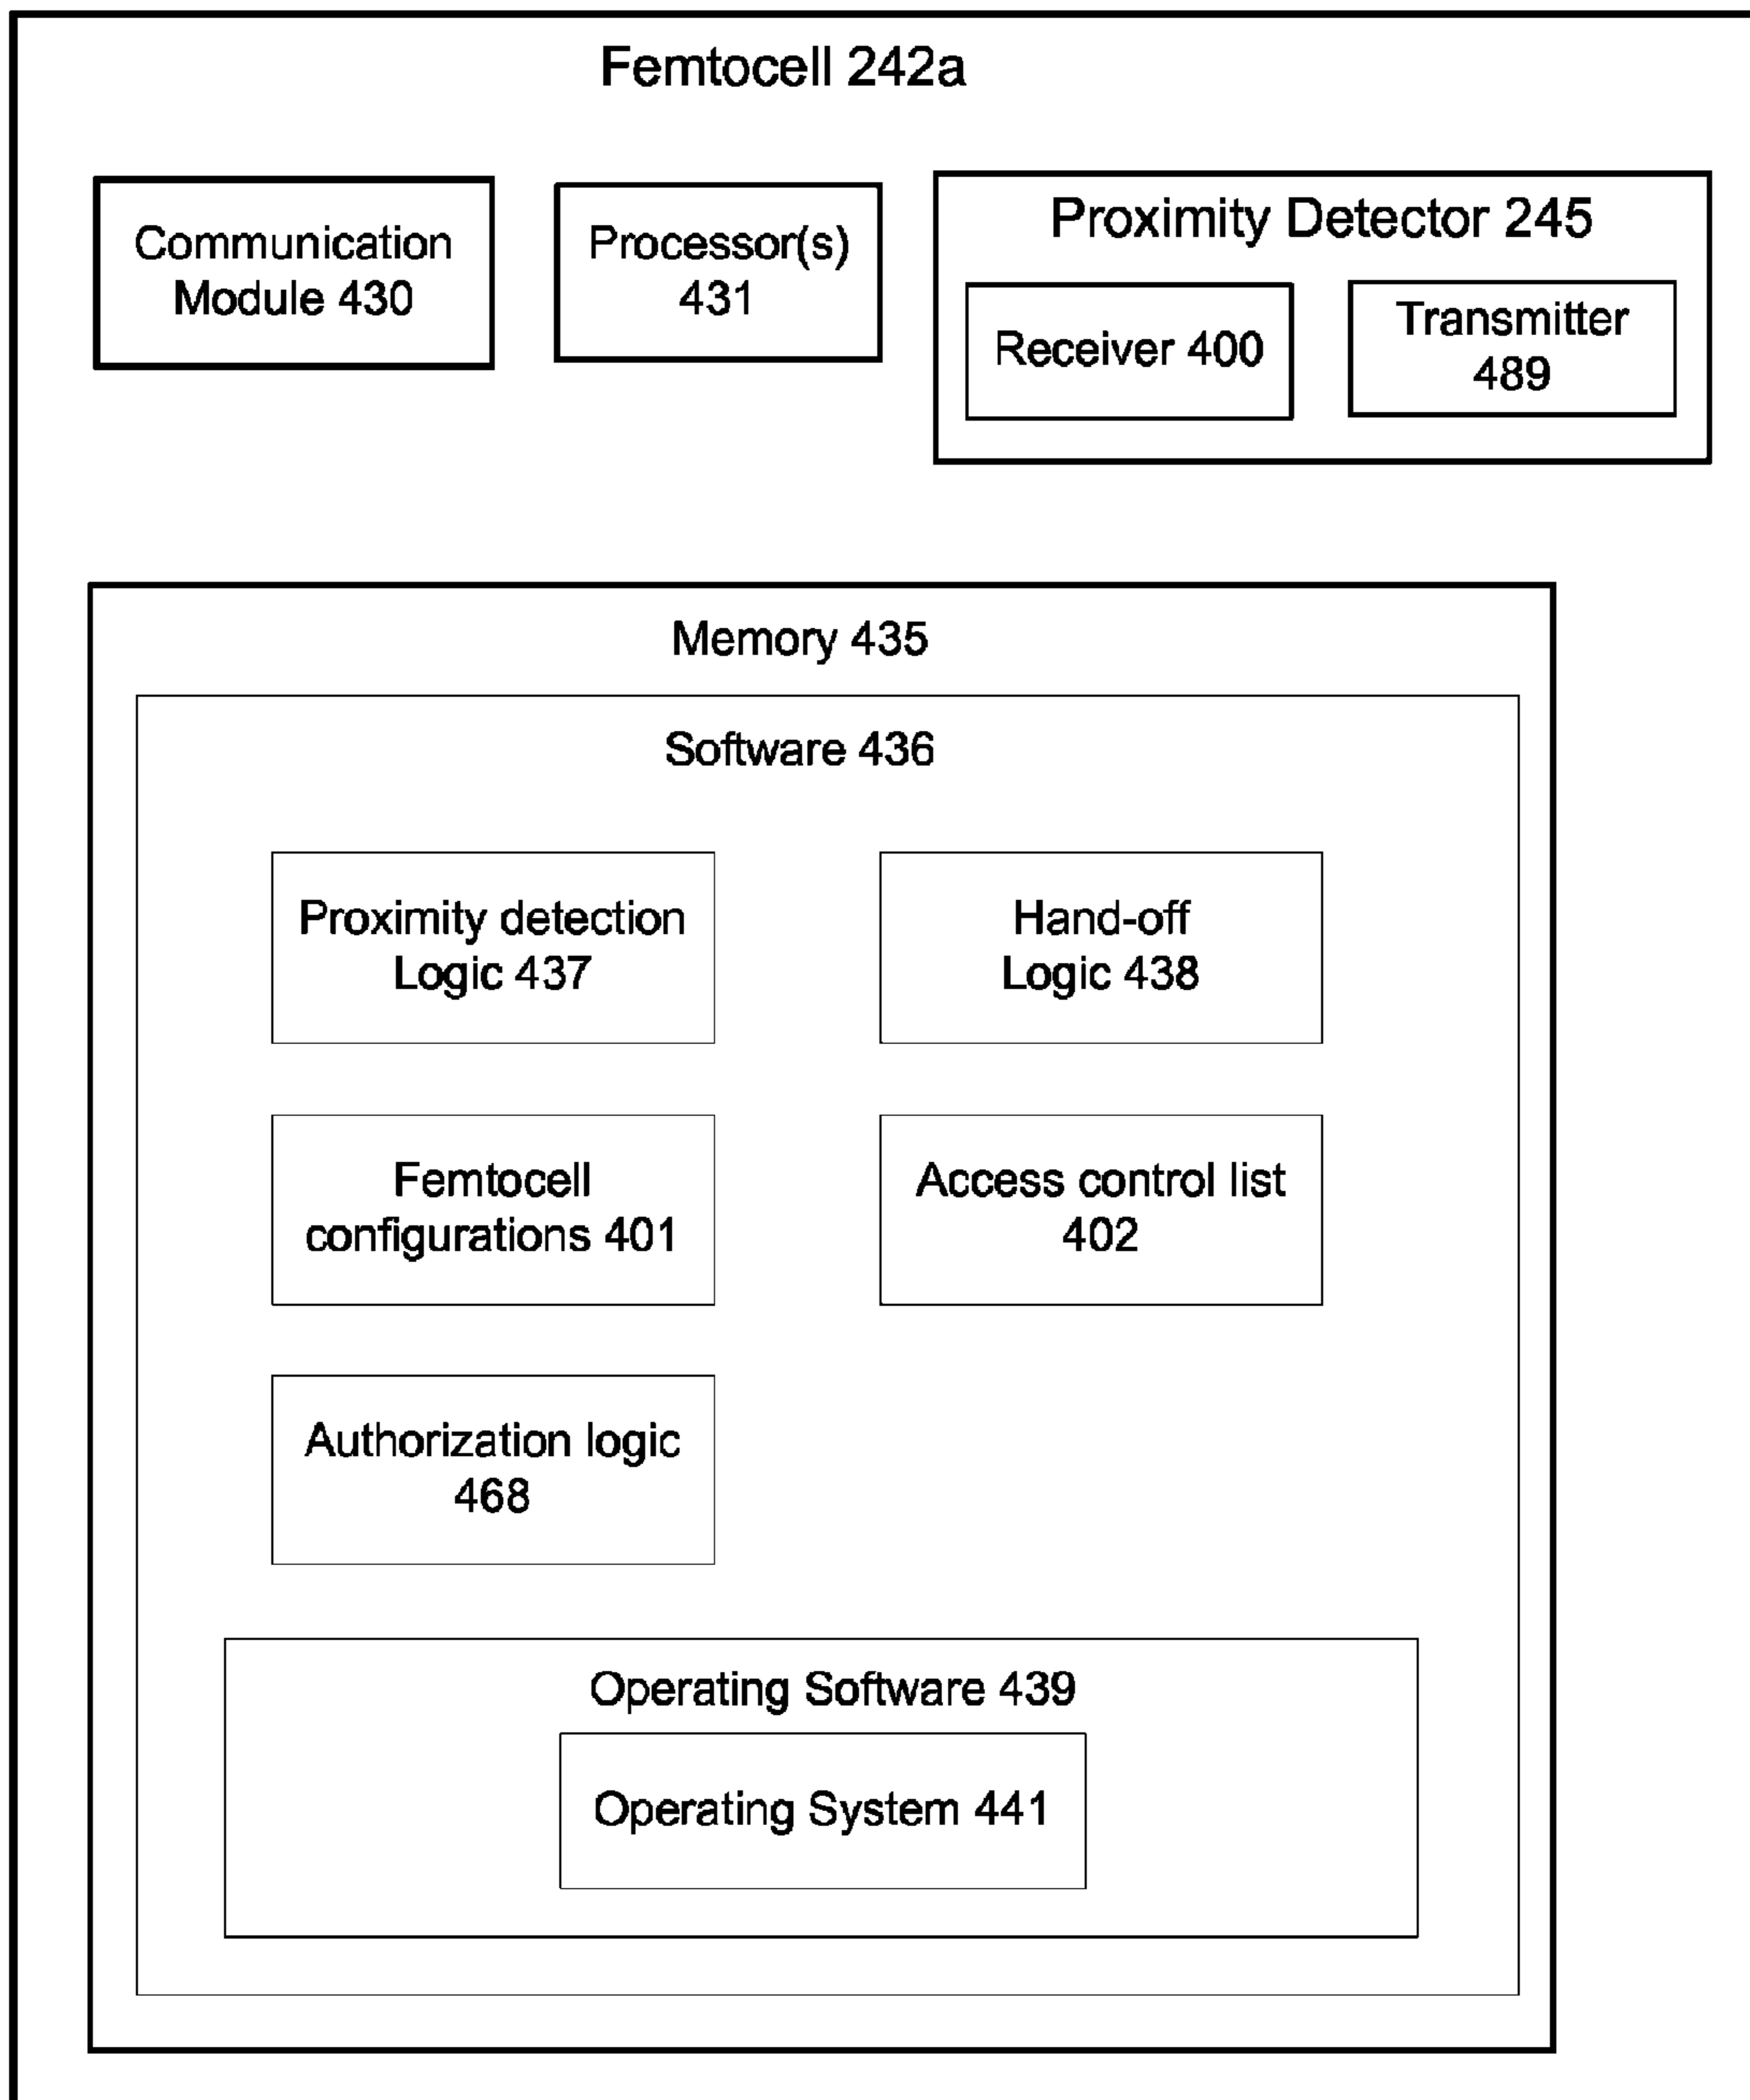 Femtocell 242a
Communication
Module 430
Processor(s)
431
Proximity Detector 245
Receiver 400
Transmitter
489
Memory 435
Software 436
Proximity detection
Logic 437
Hand-off
Logic 438
Femtocell
configurations 401
Access control list
402
Authorization logic
468
Operating Software 439
Operating System 441